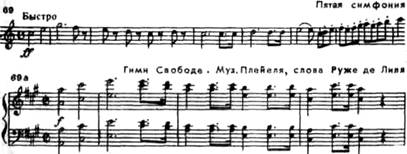 69
Пятая симфония
Быстро
ff
69а
Гимн Свободе. Муз. Плейеля, слова Руже де Лиля
f